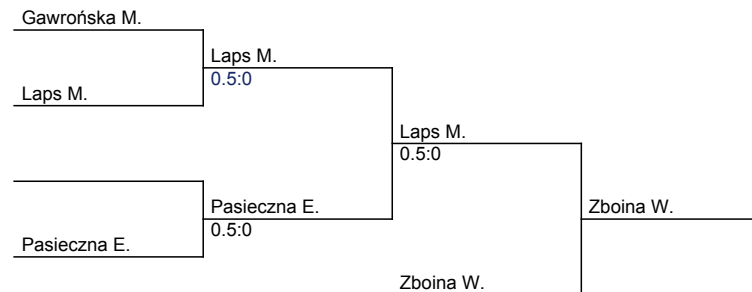 Gawrońska M.
Laps M.
0.5:0
Laps M.
Laps M.
0.5:0
Pasieczna E.
Zboina W.
0.5:0
Pasieczna E.
Zboina W.